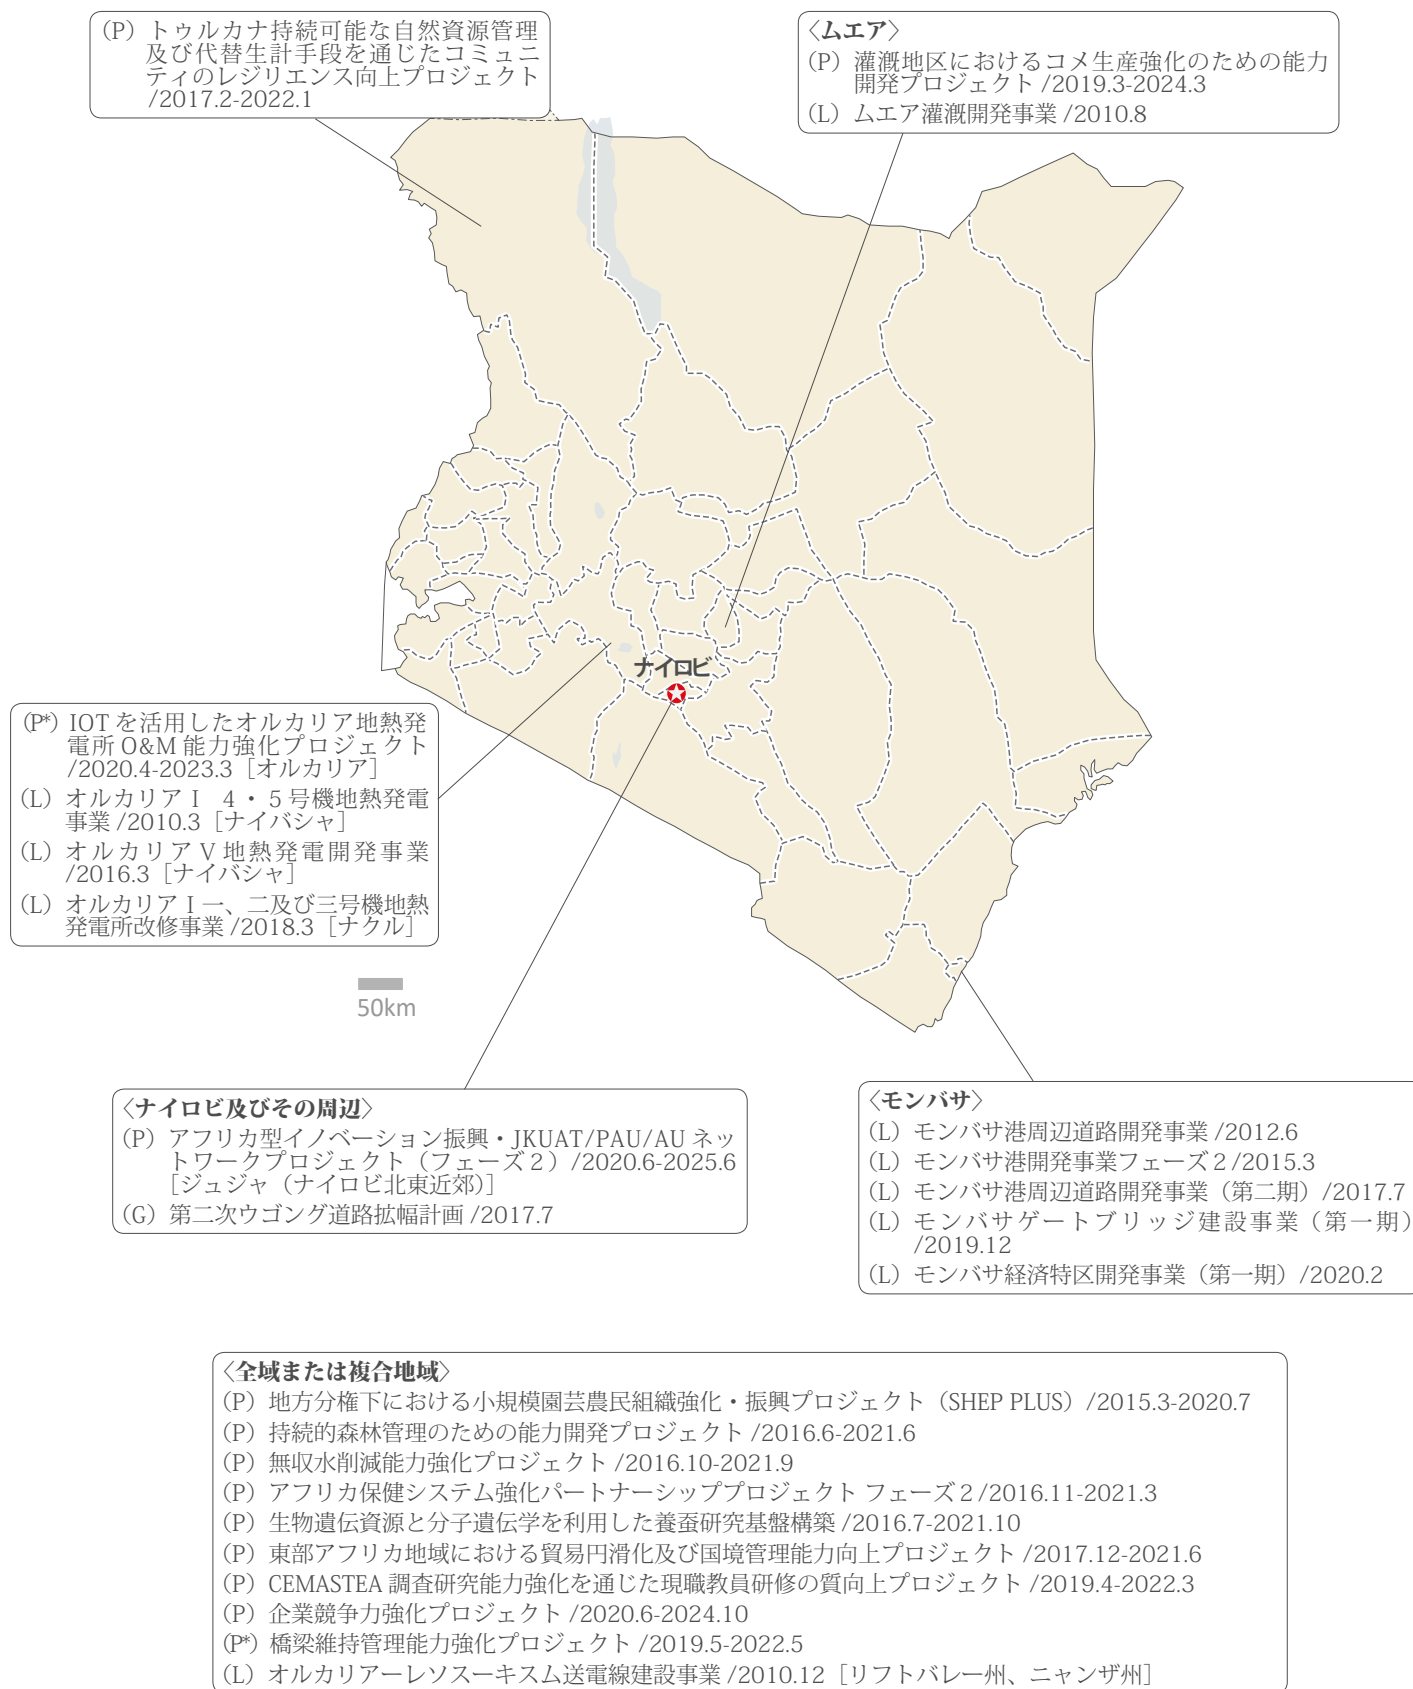 (P) トゥルカナ持続可能な自然資源管理
及び代替生計手段を通じたコミュニ
ティのレジリエンス向上プロジェクト
/2017.2-2022.1
〈ムエア〉
(P) 灌漑地区におけるコメ生産強化のための能力
開発プロジェクト /2019.3-2024.3
(L) ムエア灌漑開発事業 /2010.8
ナイロビ
(P*) IOT を活用したオルカリア地熱発
電所 O&M 能力強化プロジェクト
/2020.4-2023.3［オルカリア］
(L) オルカリア I　4・5号機地熱発電
事業 /2010.3［ナイバシャ］
(L) オルカリア V 地熱発電開発事業
/2016.3［ナイバシャ］
(L) オルカリア I 一、二及び三号機地熱
発電所改修事業 /2018.3［ナクル］
50km
〈ナイロビ及びその周辺〉
(P) アフリカ型イノベーション振興・JKUAT/PAU/AU ネッ
トワークプロジェクト（フェーズ２）/2020.6-2025.6
［ジュジャ（ナイロビ北東近郊）］
(G) 第二次ウゴング道路拡幅計画 /2017.7
〈モンバサ〉
(L) モンバサ港周辺道路開発事業 /2012.6
(L) モンバサ港開発事業フェーズ２/2015.3
(L) モンバサ港周辺道路開発事業（第二期）/2017.7
(L) モンバサゲートブリッジ建設事業（第一期）
/2019.12
(L) モンバサ経済特区開発事業（第一期）/2020.2
〈全域または複合地域〉
(P) 地方分権下における小規模園芸農民組織強化・振興プロジェクト（SHEP PLUS）/2015.3-2020.7
(P) 持続的森林管理のための能力開発プロジェクト /2016.6-2021.6
(P) 無収水削減能力強化プロジェクト /2016.10-2021.9
(P) アフリカ保健システム強化パートナーシッププロジェクト フェーズ２/2016.11-2021.3
(P) 生物遺伝資源と分子遺伝学を利用した養蚕研究基盤構築 /2016.7-2021.10
(P) 東部アフリカ地域における貿易円滑化及び国境管理能力向上プロジェクト /2017.12-2021.6
(P) CEMASTEA 調査研究能力強化を通じた現職教員研修の質向上プロジェクト /2019.4-2022.3
(P) 企業競争力強化プロジェクト /2020.6-2024.10
(P*) 橋梁維持管理能力強化プロジェクト /2019.5-2022.5
(L) オルカリアーレソスーキスム送電線建設事業 /2010.12［リフトバレー州、ニャンザ州］